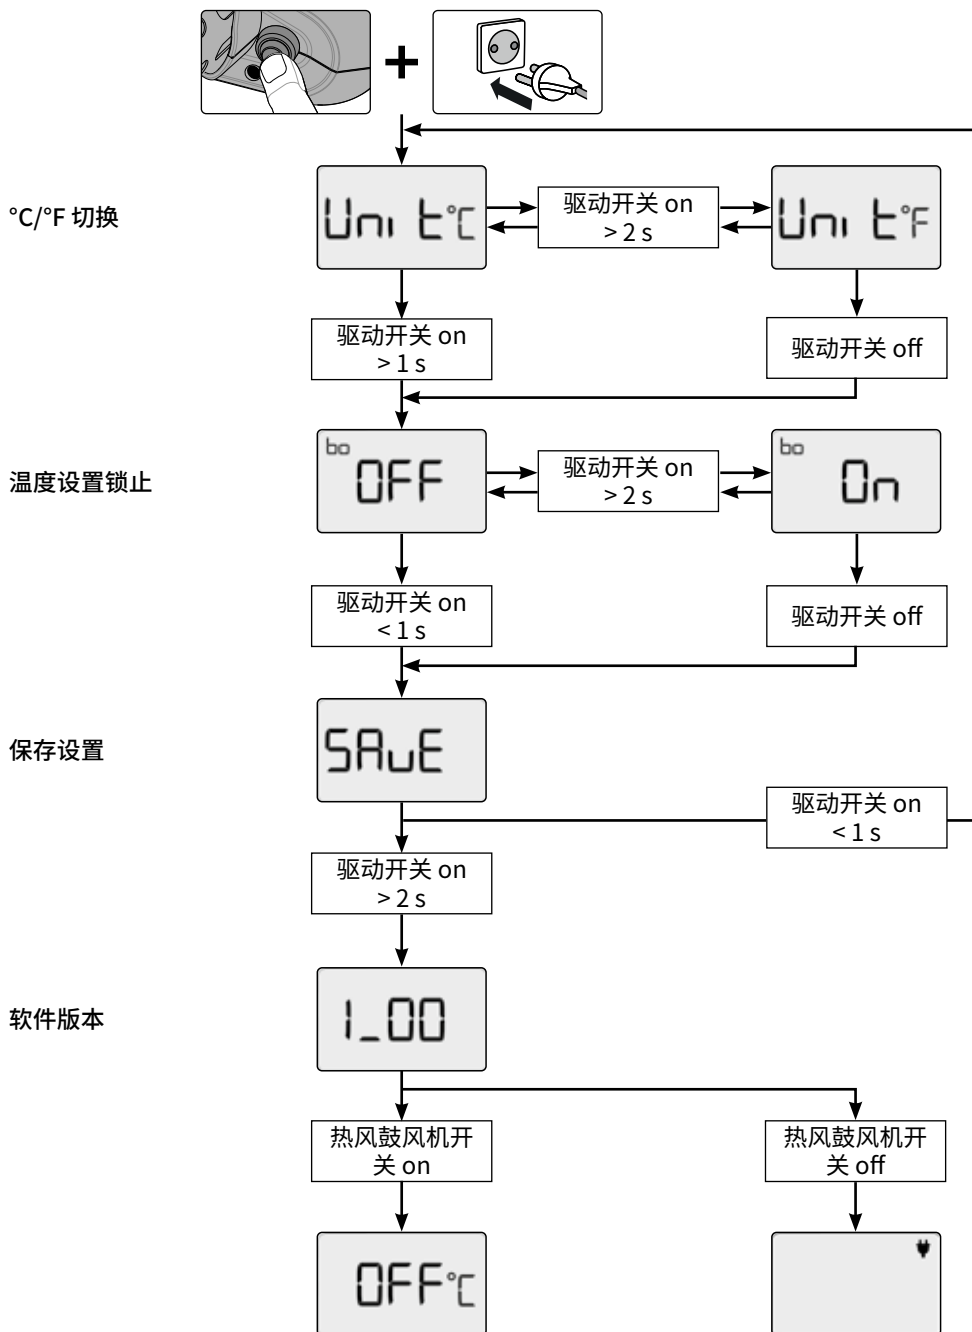 °C/°F 切换
Unit °C
驱动开关 on
> 2 s
Unit °F
驱动开关 on
> 1 s
驱动开关 off
温度设置锁止
bo
OFF
驱动开关 on
> 2 s
bo
On
驱动开关 on
< 1 s
驱动开关 off
保存设置
SAvE
驱动开关 on
< 1 s
驱动开关 on
> 2 s
软件版本
1_00
热风鼓风机开
关 on
热风鼓风机开
关 off
OFF °C